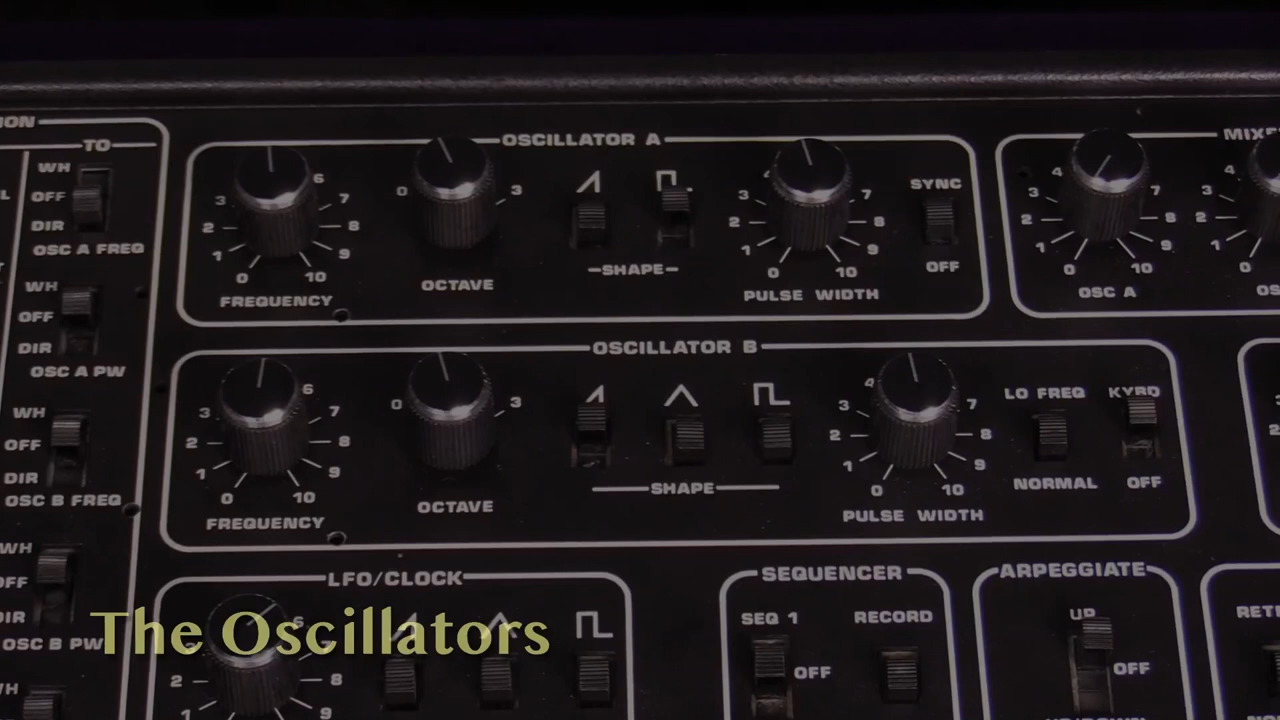 TO
WH
OFF
DIR
OSC A FREQ
WH
OFF
DIR
OSC A PW
WH
OFF
DIR
OSC B FREQ
WH
OFF
DIR
OSC B PW
WH
OSCILLATOR A
3 6
2 7
1 8
0 9
10
FREQUENCY
0 3
OCTAVE
SHAPE
4
3 7
2 8
1 9
0 10
PULSE WIDTH
SYNC
OFF
4
3 7
2 8
1 9
0 10
OSC A
3
2
1
0
OSCILLATOR B
6
3 7
2 8
1 9
0 10
FREQUENCY
0 3
OCTAVE
SHAPE
4
3 7
2 8
1 9
0 10
PULSE WIDTH
LO FREQ
NORMAL
KYBD
OFF
LFO/CLOCK
6
2 8
1 9
SEQUENCER
SEQ 1
OFF
RECORD
ARPEGGIATE
UP
OFF
The Oscillators